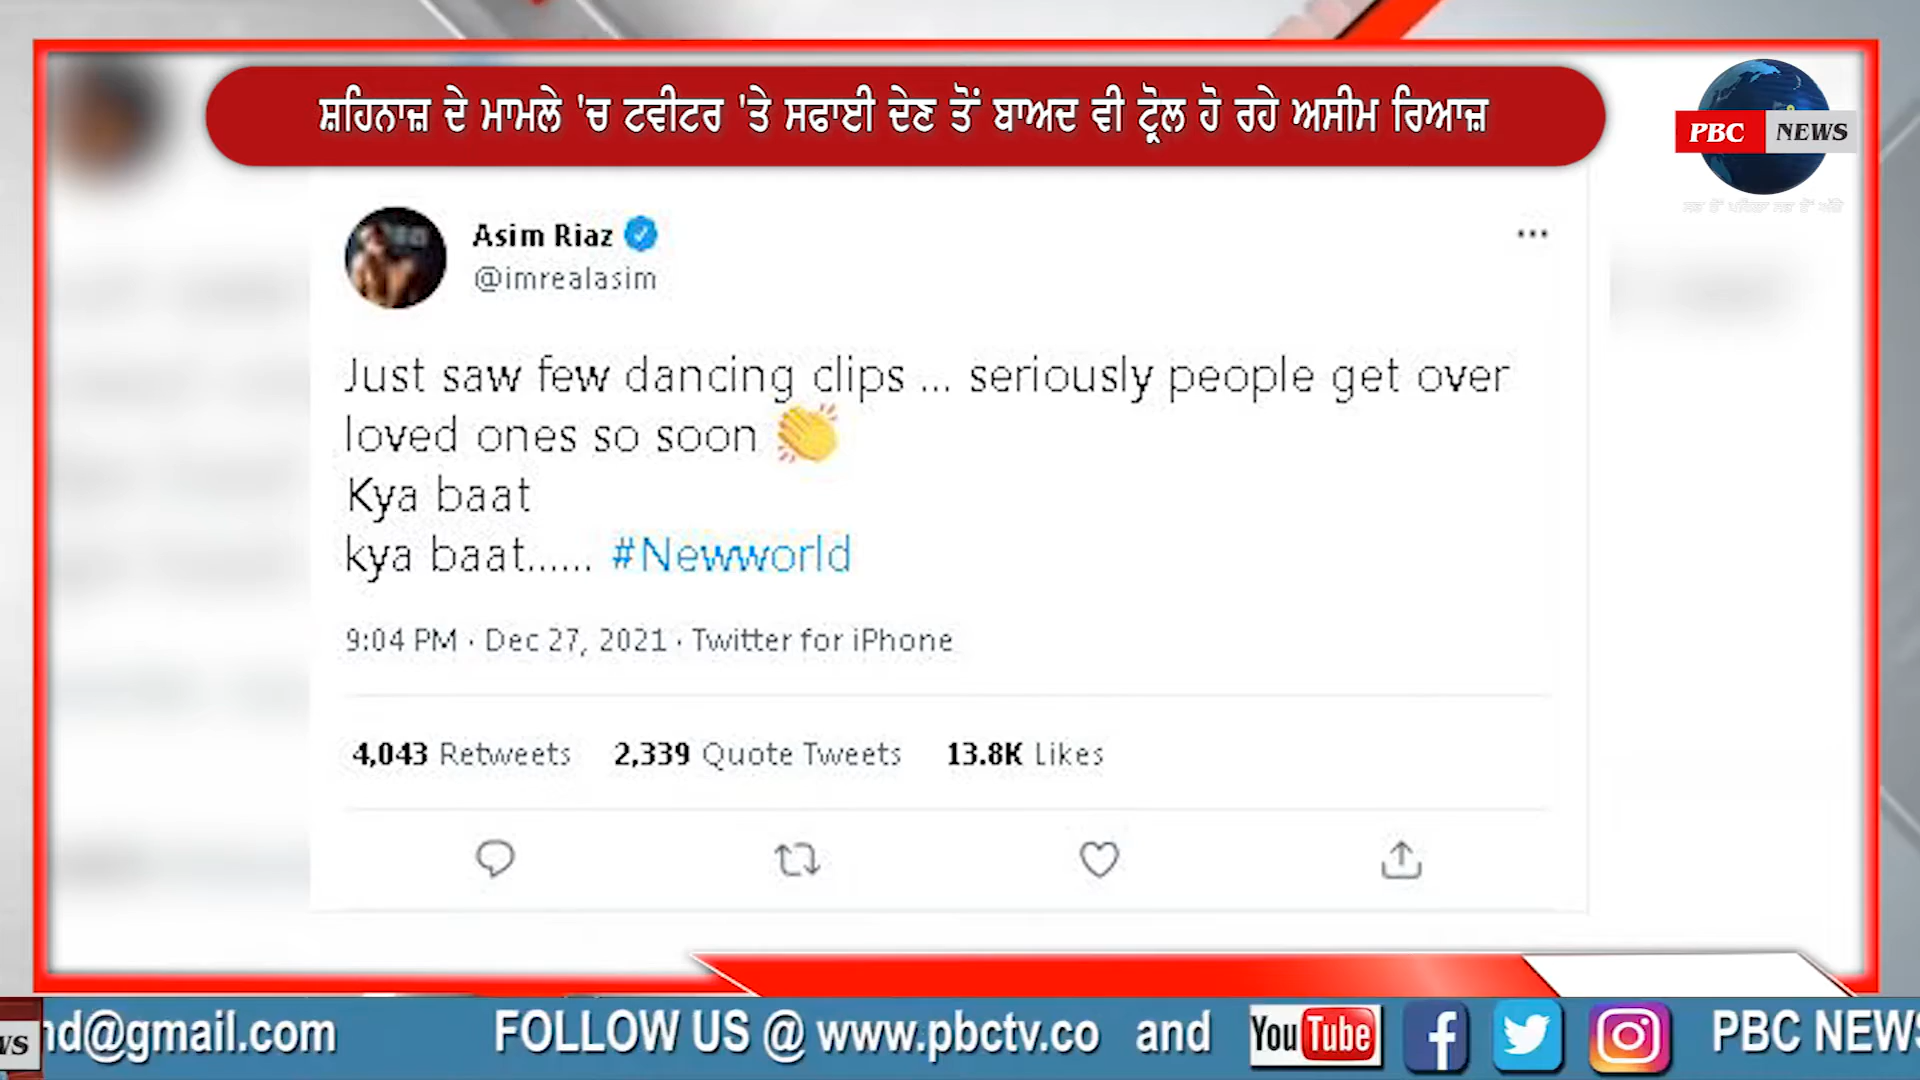 ਸ਼ਹਿਨਾਜ਼ ਦੇ ਮਾਮਲੇ 'ਚ ਟਵੀਟਰ 'ਤੇ ਸਫਾਈ ਦੇਣ ਤੋਂ ਬਾਅਦ ਵੀ ਟ੍ਰੋਲ ਹੋ ਰਹੇ ਅਸੀਮ ਰਿਆਜ਼
PBC NEWS
Asim Riaz
@imrealasim
Just saw few dancing clips ... seriously people get over
loved ones so soon 👏
Kya baat
kya baat...... #Newworld
9:04 PM · Dec 27, 2021 · Twitter for iPhone
4,043 Retweets 2,339 Quote Tweets 13.8K Likes
nd@gmail.com FOLLOW US @ www.pbctv.co and YouTube PBC NEWS